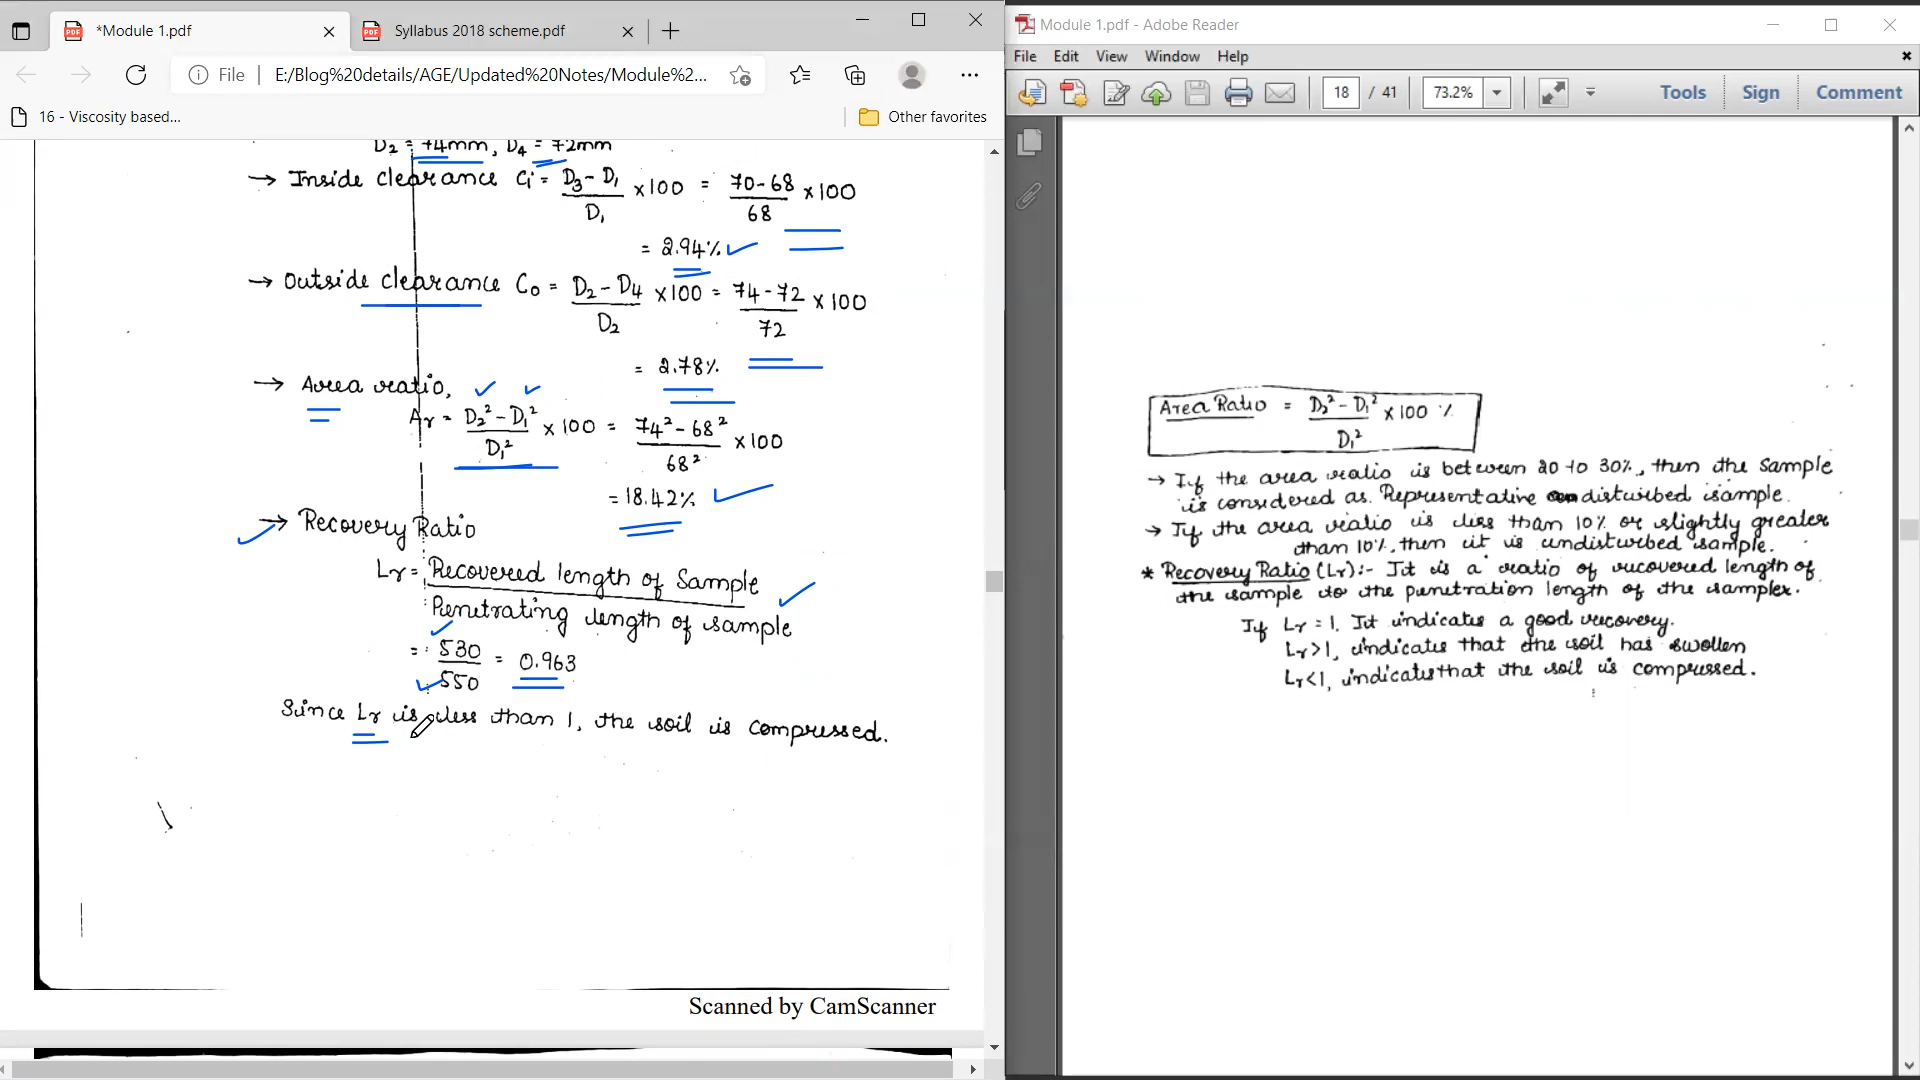 *Module 1.pdf
Syllabus 2018 scheme.pdf
File
E:/Blog%20details/AGE/Updated%20Notes/Module%2...
16 - Viscosity based...
Other favorites
D2 = 74mm, D4 = 72mm
→ Inside clearance Ci = D3 - D1 / D1 × 100 = 70-68 / 68 × 100
= 2.94%
→ Outside clearance Co = D2 - D4 / D2 × 100 = 74-72 / 72 × 100
= 2.78%
→ Area ratio,
Ar = D2² - D1² / D1² × 100 = 74² - 68² / 68² × 100
= 18.42%
→ Recovery Ratio
Lr = Recovered length of Sample / Penetrating length of sample
= 530 / 550 = 0.963
Since Lr is less than 1, the soil is compressed.
Scanned by CamScanner
Module 1.pdf - Adobe Reader
File Edit View Window Help
18 / 41 73.2% Tools Sign Comment
Area Ratio = D2² - D1² / D1² × 100 %
→ If the area ratio is between 20 to 30%, then the Sample
is considered as Representative disturbed sample.
→ If the area ratio is less than 10% or slightly greater
than 10%, then it is undisturbed sample.
* Recovery Ratio (Lr):- It is a ratio of recovered length of
the sample to the penetration length of the sampler.
If Lr = 1. It indicates a good recovery.
Lr>1, indicates that the soil has swollen
Lr<1, indicates that the soil is compressed.